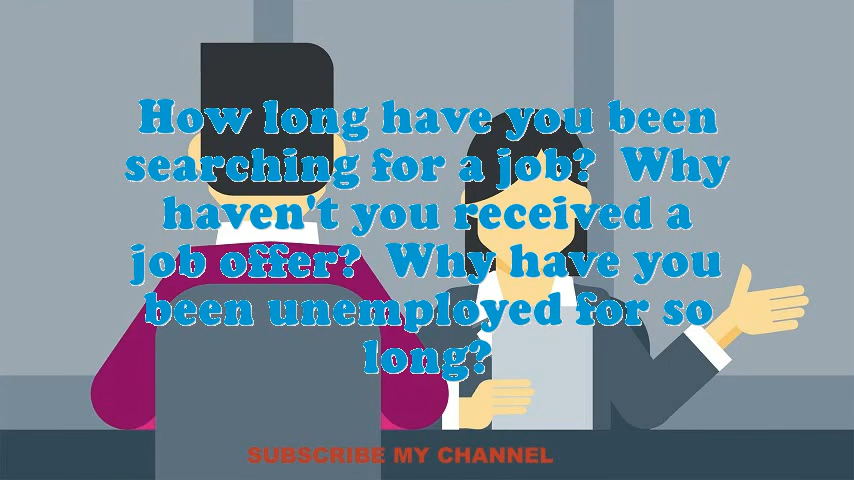 How long have you been
searching for a job?  Why
haven't you received a
job offer?  Why have you
been unemployed for so
long?
SUBSCRIBE MY CHANNEL